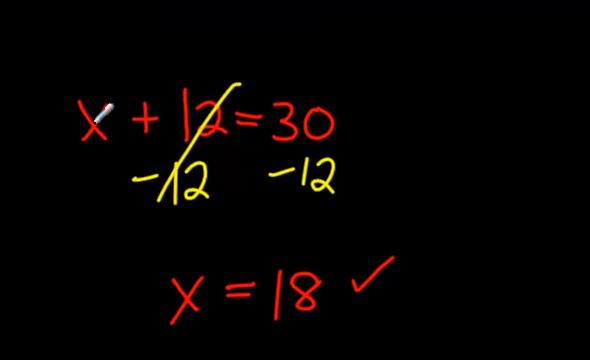 x + 12 = 30
-12 -12
x = 18 ✓